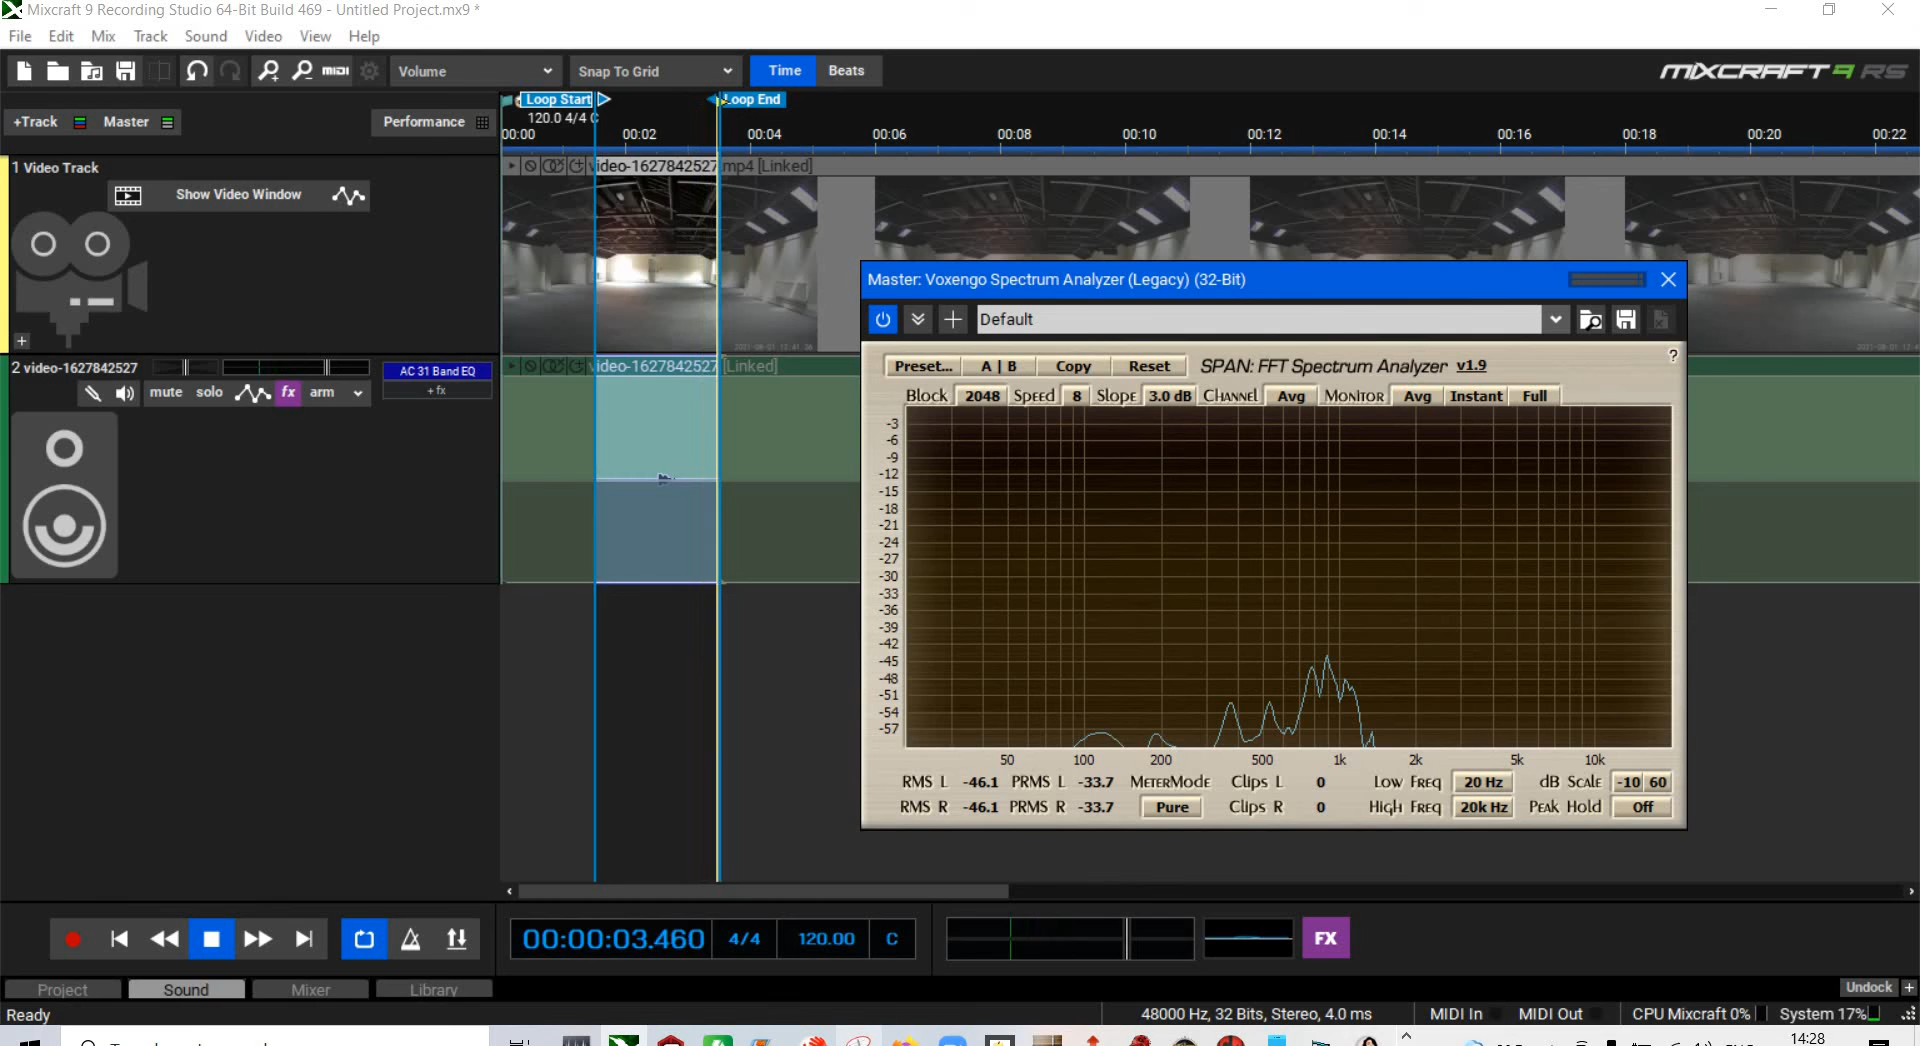 Mixcraft 9 Recording Studio 64-Bit Build 469 - Untitled Project.mx9 *
File Edit Mix Track Sound Video View Help
MIDI Volume Snap To Grid Time Beats MIXCRAFT 9 RS
Loop Start Loop End
+Track Master Performance
120.0 4/4 C
00:00 00:02 00:04 00:06 00:08 00:10 00:12 00:14 00:16 00:18 00:20 00:22
1 Video Track
video-1627842527.mp4 [Linked]
Show Video Window
2021-08-01 12:41:36
Master: Voxengo Spectrum Analyzer (Legacy) (32-Bit)
Default
2 video-1627842527
AC 31 Band EQ
+ fx
mute solo fx arm
video-1627842527 [Linked]
Preset... A | B Copy Reset SPAN: FFT Spectrum Analyzer v1.9 ?
Block 2048 Speed 8 Slope 3.0 dB Channel Avg Monitor Avg Instant Full
-3
-6
-9
-12
-15
-18
-21
-24
-27
-30
-33
-36
-39
-42
-45
-48
-51
-54
-57
50 100 200 500 1k 2k 5k 10k
RMS L -46.1 PRMS L -33.7 MeterMode Clips L 0 Low Freq 20 Hz dB Scale -10 60
RMS R -46.1 PRMS R -33.7 Pure Clips R 0 High Freq 20k Hz Peak Hold Off
00:00:03.460 4/4 120.00 C FX
Project Sound Mixer Library Undock +
Ready 48000 Hz, 32 Bits, Stereo, 4.0 ms MIDI In MIDI Out CPU Mixcraft 0% System 17%
14:28